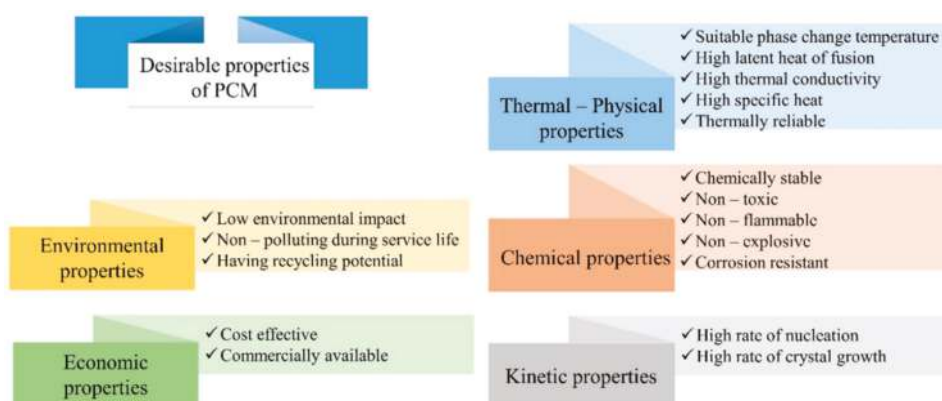 Desirable properties
of PCM
Thermal – Physical
properties
✓ Suitable phase change temperature
✓ High latent heat of fusion
✓ High thermal conductivity
✓ High specific heat
✓ Thermally reliable
Environmental
properties
✓ Low environmental impact
✓ Non – polluting during service life
✓ Having recycling potential
Chemical properties
✓ Chemically stable
✓ Non – toxic
✓ Non – flammable
✓ Non – explosive
✓ Corrosion resistant
Economic
properties
✓ Cost effective
✓ Commercially available
Kinetic properties
✓ High rate of nucleation
✓ High rate of crystal growth